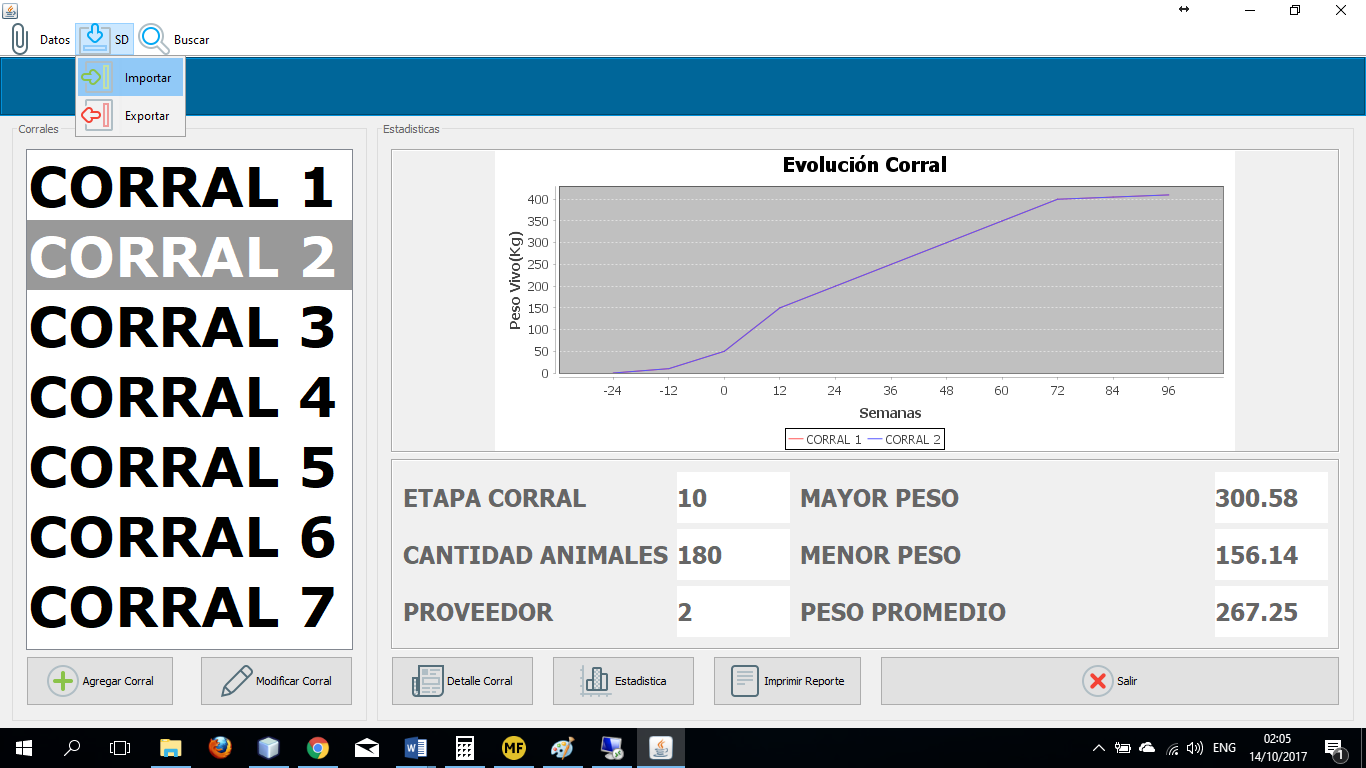 Datos SD Buscar
Importar
Exportar
Corrales
CORRAL 1
CORRAL 2
CORRAL 3
CORRAL 4
CORRAL 5
CORRAL 6
CORRAL 7
Agregar Corral Modificar Corral
Estadisticas
Evolución Corral
Peso Vivo(Kg)
400
350
300
250
200
150
100
50
0
-24 -12 0 12 24 36 48 60 72 84 96
Semanas
CORRAL 1 CORRAL 2
ETAPA CORRAL 10 MAYOR PESO 300.58
CANTIDAD ANIMALES 180 MENOR PESO 156.14
PROVEEDOR 2 PESO PROMEDIO 267.25
Detalle Corral Estadistica Imprimir Reporte Salir
MF
ENG
02:05
14/10/2017
1